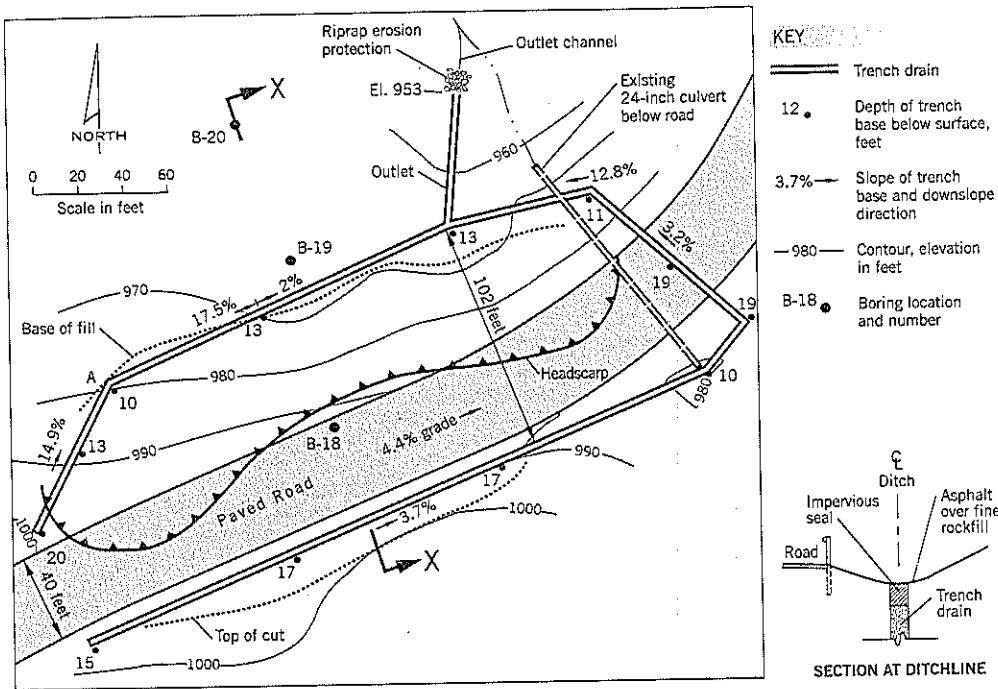 Riprap erosion
protection
Outlet channel
El. 953
X
B-20
NORTH
0 20 40 60
Scale in feet
Existing
24-inch culvert
below road
960
Outlet
12.8%
11
3.2%
13
19
19
B-19
970
17.5%
2%
13
Base of fill
102 feet
A
10
980
Headscarp
10
980
14.9%
13
990
B-18
4.4% grade
17
990
Paved Road
1000
20
3.7%
1000
40 feet
17
X
Top of cut
15
1000
KEY
Trench drain
12
Depth of trench
base below surface,
feet
3.7%
Slope of trench
base and downslope
direction
980
Contour, elevation
in feet
B-18
Boring location
and number
CL
Ditch
Impervious
seal
Asphalt
over fine
rockfill
Road
Trench
drain
SECTION AT DITCHLINE